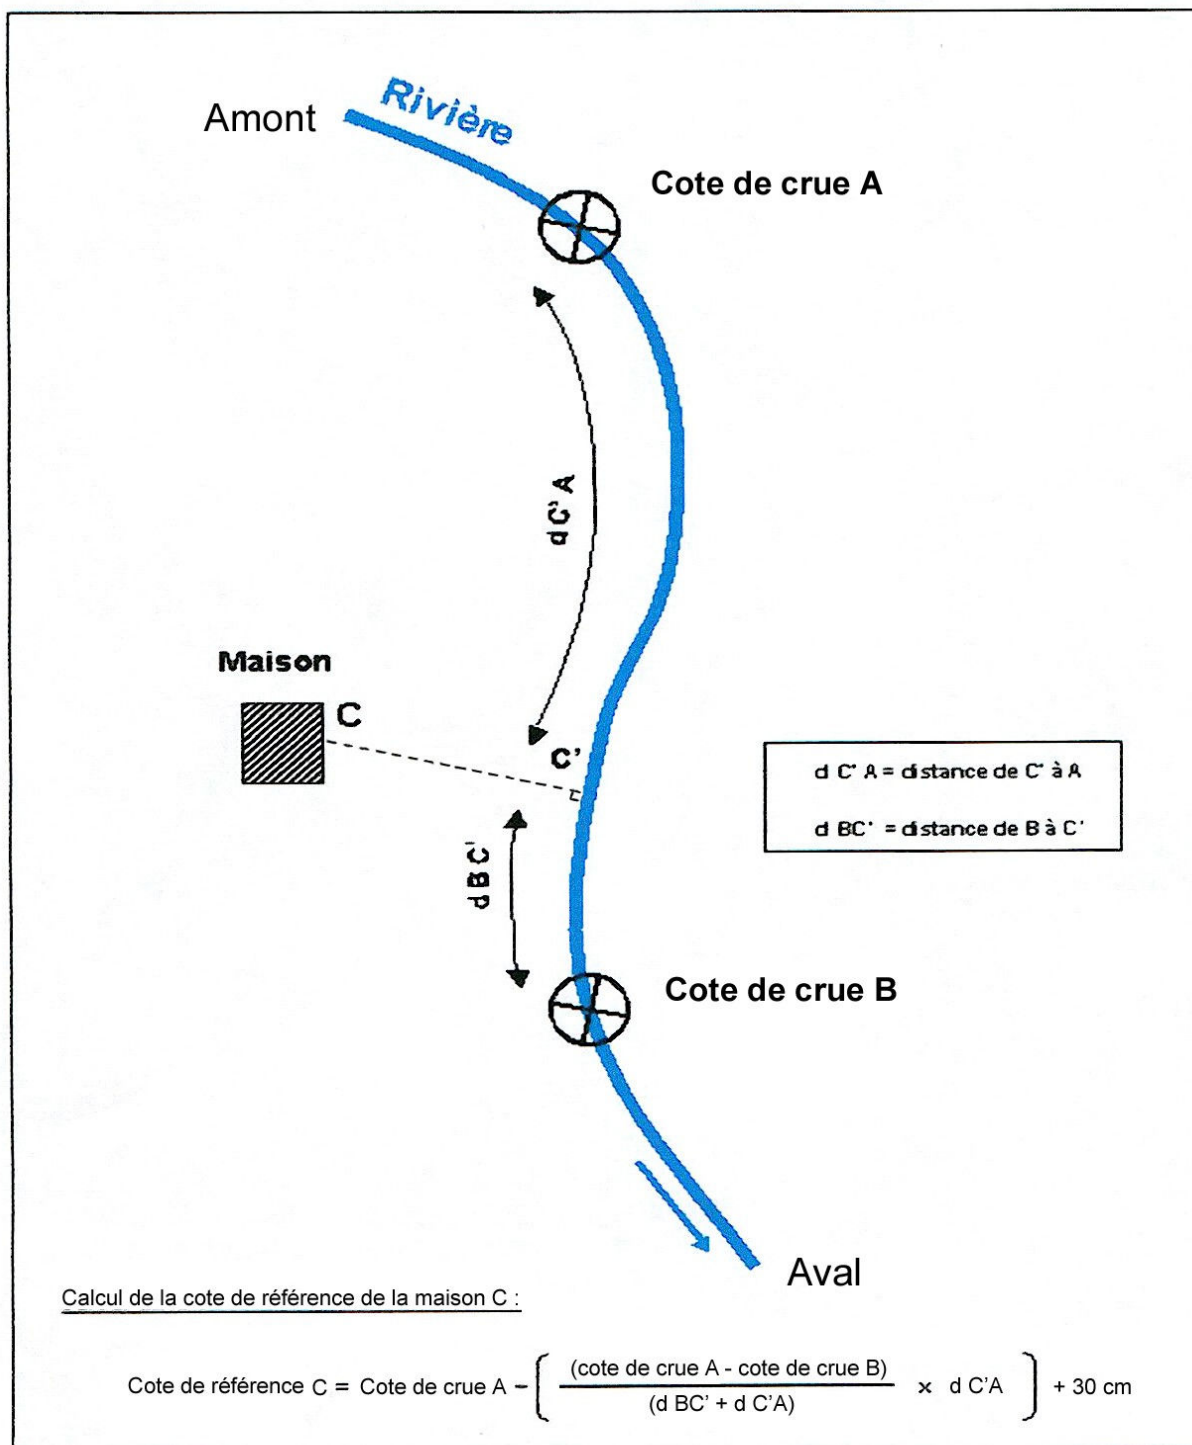 Amont
Rivière
Cote de crue A
d C' A
Maison
C
C'
d C' A = distance de C' à A
d BC' = distance de B à C'
d B C'
Cote de crue B
Aval
Calcul de la cote de référence de la maison C :
Cote de référence C = Cote de crue A - [ (cote de crue A - cote de crue B) / (d BC' + d C'A) x d C'A ] + 30 cm